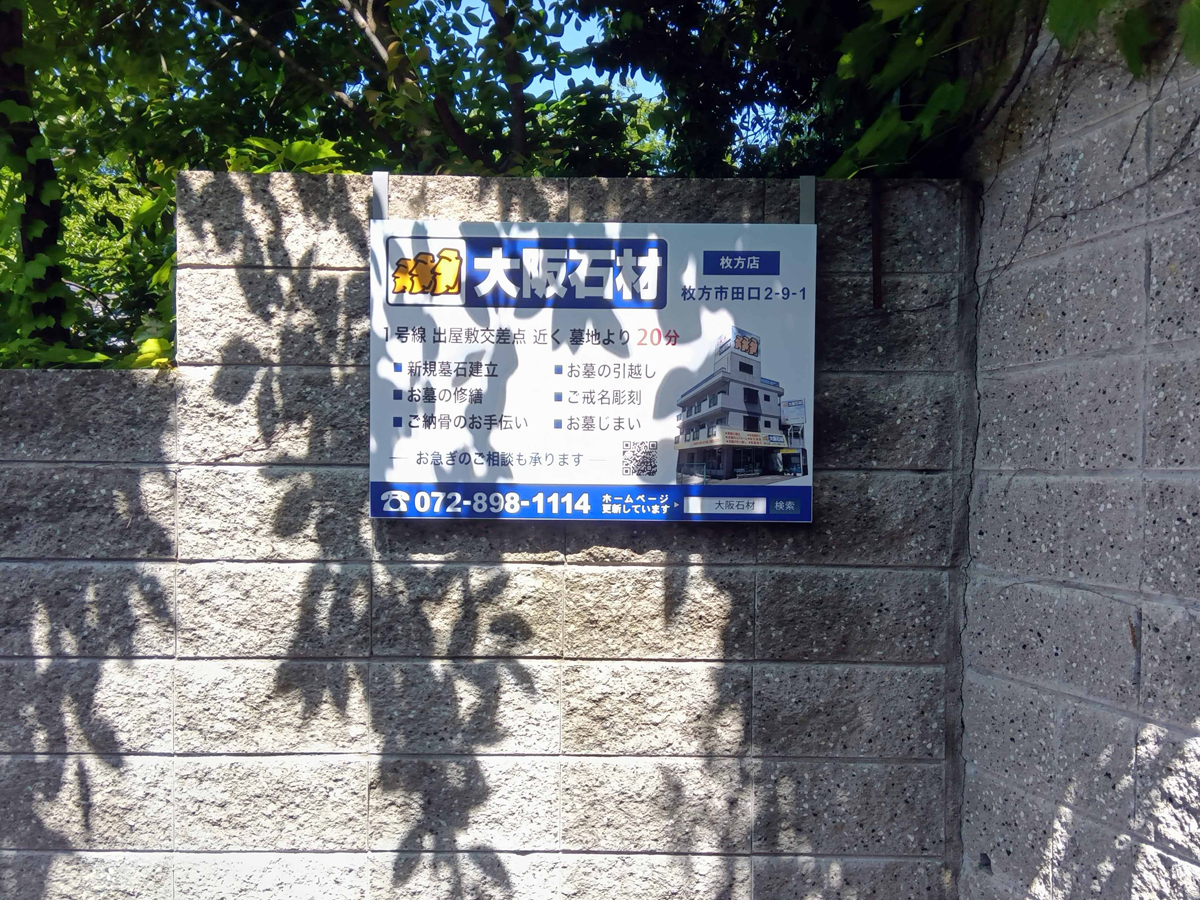 大阪石材
枚方店
枚方市田口2-9-1
1号線 出屋敷交差点 近く 墓地より 20分
■ 新規墓石建立
■ お墓の引越し
■ お墓の修繕
■ ご戒名彫刻
■ ご納骨のお手伝い
■ お墓じまい
お急ぎのご相談も承ります
072-898-1114
ホームページ
更新しています
大阪石材
検索